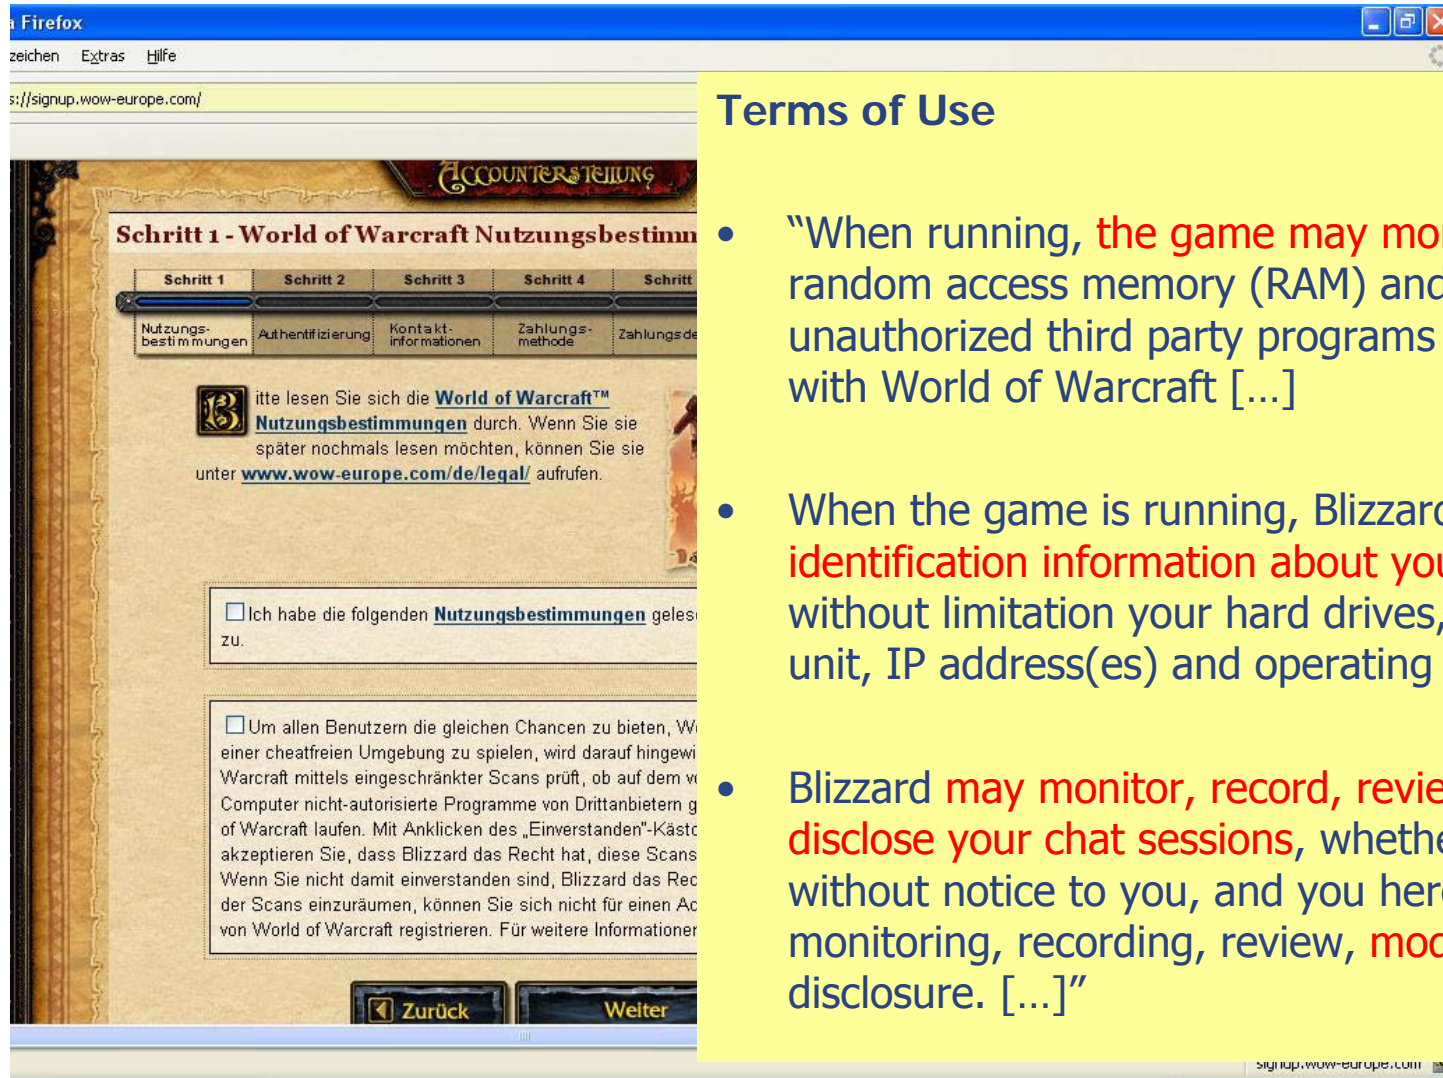 Firefox
zeichen Extras Hilfe
s://signup.wow-europe.com/
ACCOUNTERSTELLUNG
Schritt 1 - World of Warcraft Nutzungsbestimm
Schritt 1 Schritt 2 Schritt 3 Schritt 4 Schritt
Nutzungs-
bestimmungen
Authentifizierung
Kontakt-
informationen
Zahlungs-
methode
Zahlungsde
Bitte lesen Sie sich die World of Warcraft™
Nutzungsbestimmungen durch. Wenn Sie sie
später nochmals lesen möchten, können Sie sie
unter www.wow-europe.com/de/legal/ aufrufen.
Ich habe die folgenden Nutzungsbestimmungen geles
zu.
Um allen Benutzern die gleichen Chancen zu bieten, W
einer cheatfreien Umgebung zu spielen, wird darauf hingewi
Warcraft mittels eingeschränkter Scans prüft, ob auf dem v
Computer nicht-autorisierte Programme von Drittanbietern g
of Warcraft laufen. Mit Anklicken des „Einverstanden"-Kästc
akzeptieren Sie, dass Blizzard das Recht hat, diese Scans
Wenn Sie nicht damit einverstanden sind, Blizzard das Rec
der Scans einzuräumen, können Sie sich nicht für einen Ac
von World of Warcraft registrieren. Für weitere Informationen
Zurück Weiter
Terms of Use
• “When running, the game may mo
random access memory (RAM) and
unauthorized third party programs
with World of Warcraft […]
• When the game is running, Blizzard
identification information about you
without limitation your hard drives,
unit, IP address(es) and operating
• Blizzard may monitor, record, revie
disclose your chat sessions, whethe
without notice to you, and you here
monitoring, recording, review, mod
disclosure. […]”
signup.wow-europe.com